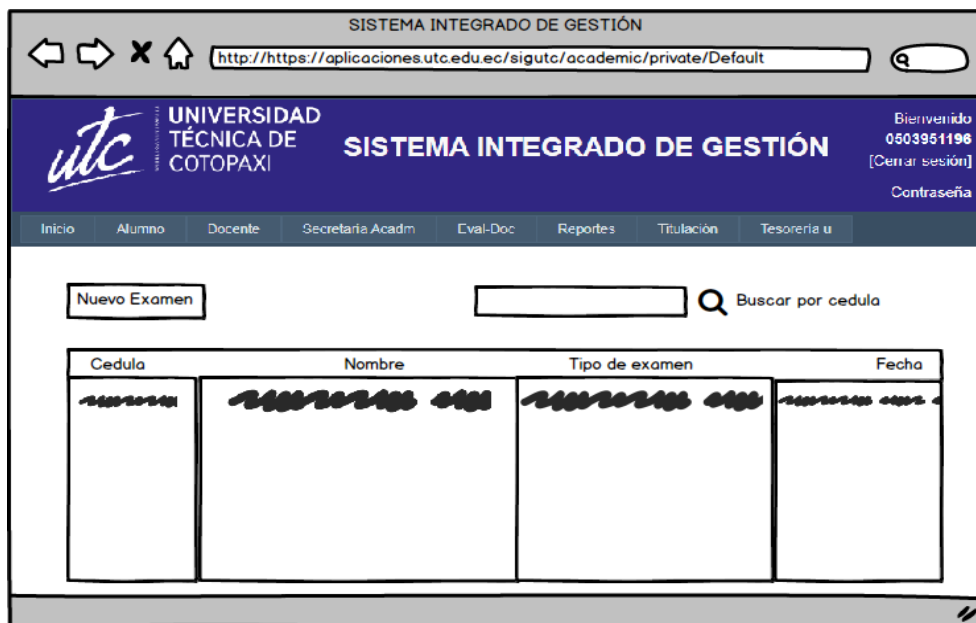 SISTEMA INTEGRADO DE GESTIÓN
http://https://aplicaciones.utc.edu.ec/sigutc/academic/private/Default
utc
UNIVERSIDAD
TÉCNICA DE
COTOPAXI
SISTEMA INTEGRADO DE GESTIÓN
Bienvenido
0503951196
[Cerrar sesión]
Contraseña
Inicio Alumno Docente Secretaria Acadm Eval-Doc Reportes Titulación Tesoreria u
Nuevo Examen Buscar por cedula
Cedula Nombre Tipo de examen Fecha